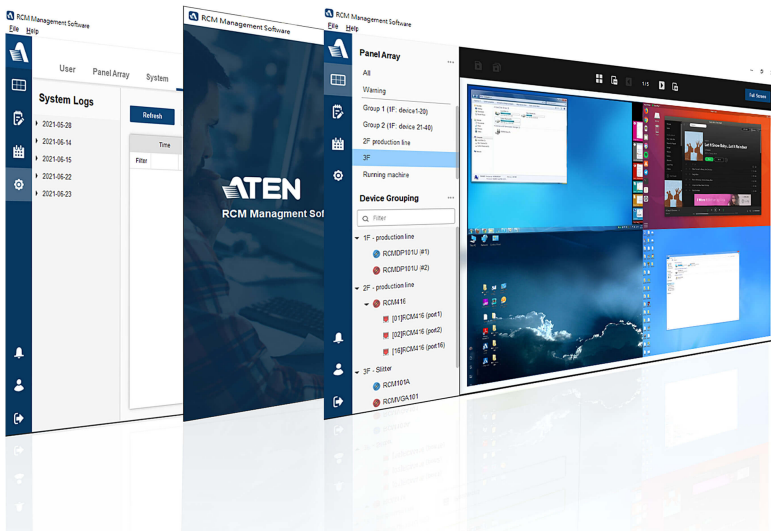 RCM Management Software
File Help
User Panel Array System
System Logs
2021-05-28
2021-06-14
2021-06-15
2021-06-22
2021-06-23
Refresh
Time
Filter
RCM Management Software
ATEN
RCM Managment Sof
RCM Management Software
File Help
Panel Array
All
Warning
Group 1 (1F: device1-20)
Group 2 (1F: device 21-40)
2F production line
3F
Running machine
Device Grouping
Filter
1F - production line
RCMDP101U (#1)
RCMDP101U (#2)
2F - production line
RCM416
[01]RCM416 (port1)
[02]RCM416 (port2)
[16]RCM416 (port16)
3F - Slitter
RCM101A
RCMVGA101
1/5
Full Screen